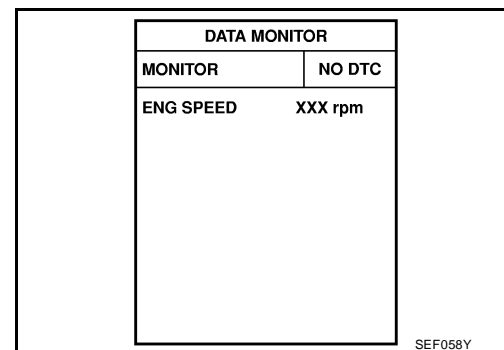 DATA MONITOR
MONITOR NO DTC
ENG SPEED XXX rpm
SEF058Y